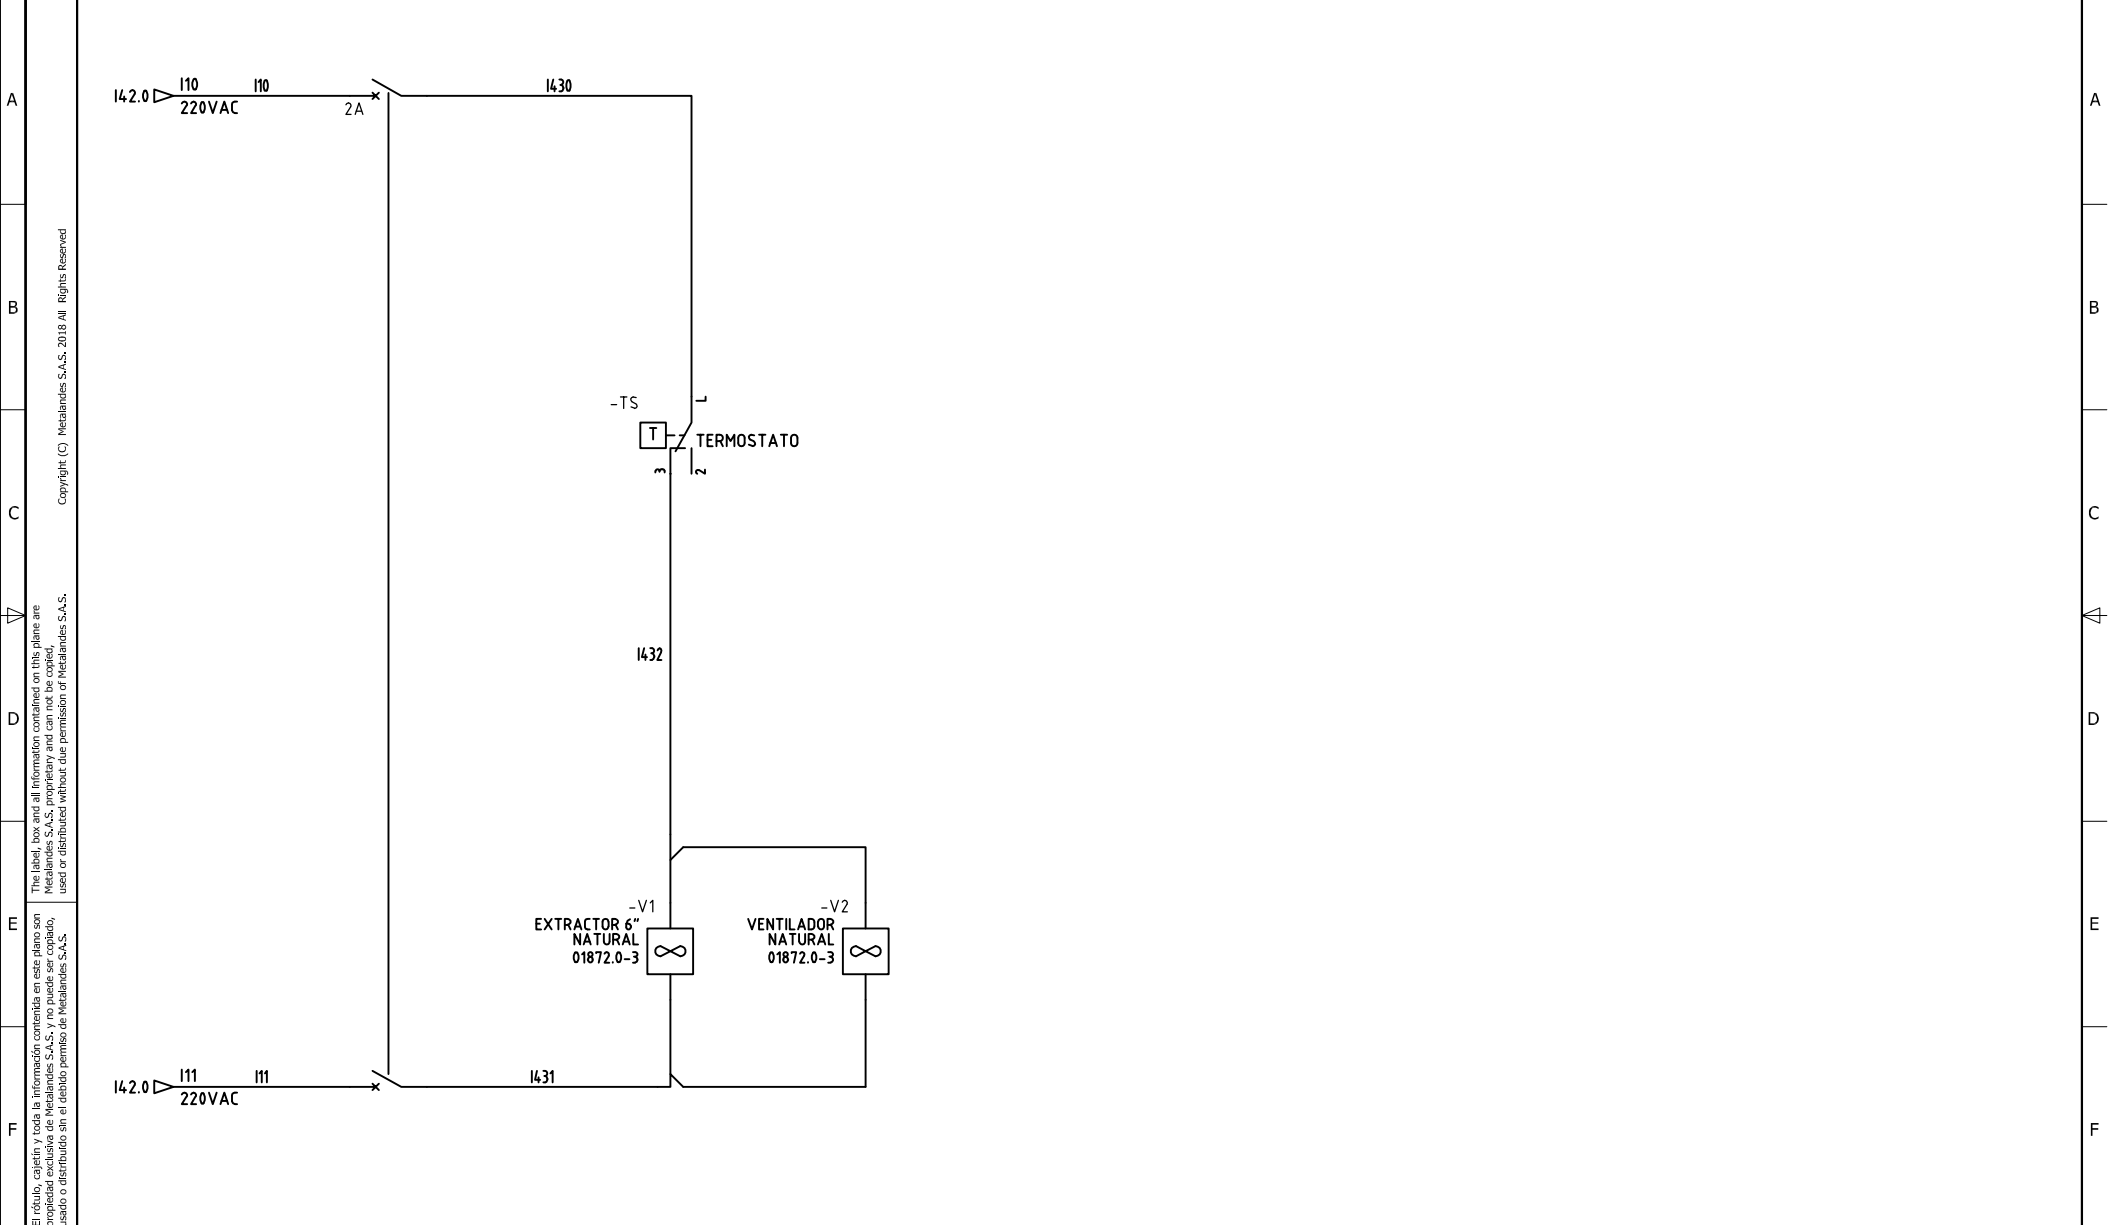 A
B
C
D
E
F
Copyright (C) Metalandes S.A.S. 2018 All Rights Reserved
The label, box and all information contained on this plane are
Metalandes S.A.S. proprietary and can not be copied,
used or distributed without due permission of Metalandes S.A.S.
El rótulo, cajetín y toda la información contenida en este plano son
propiedad exclusiva de Metalandes S.A.S. y no puede ser copiado,
usado o distribuido sin el debido permiso de Metalandes S.A.S.
I42.0
I10
220VAC
I10
2A
I430
-TS
L
T
TERMOSTATO
3
2
I432
-V1
EXTRACTOR 6"
NATURAL
01872.0-3
-V2
VENTILADOR
NATURAL
01872.0-3
I42.0
I11
220VAC
I11
I431
A
B
C
D
E
F